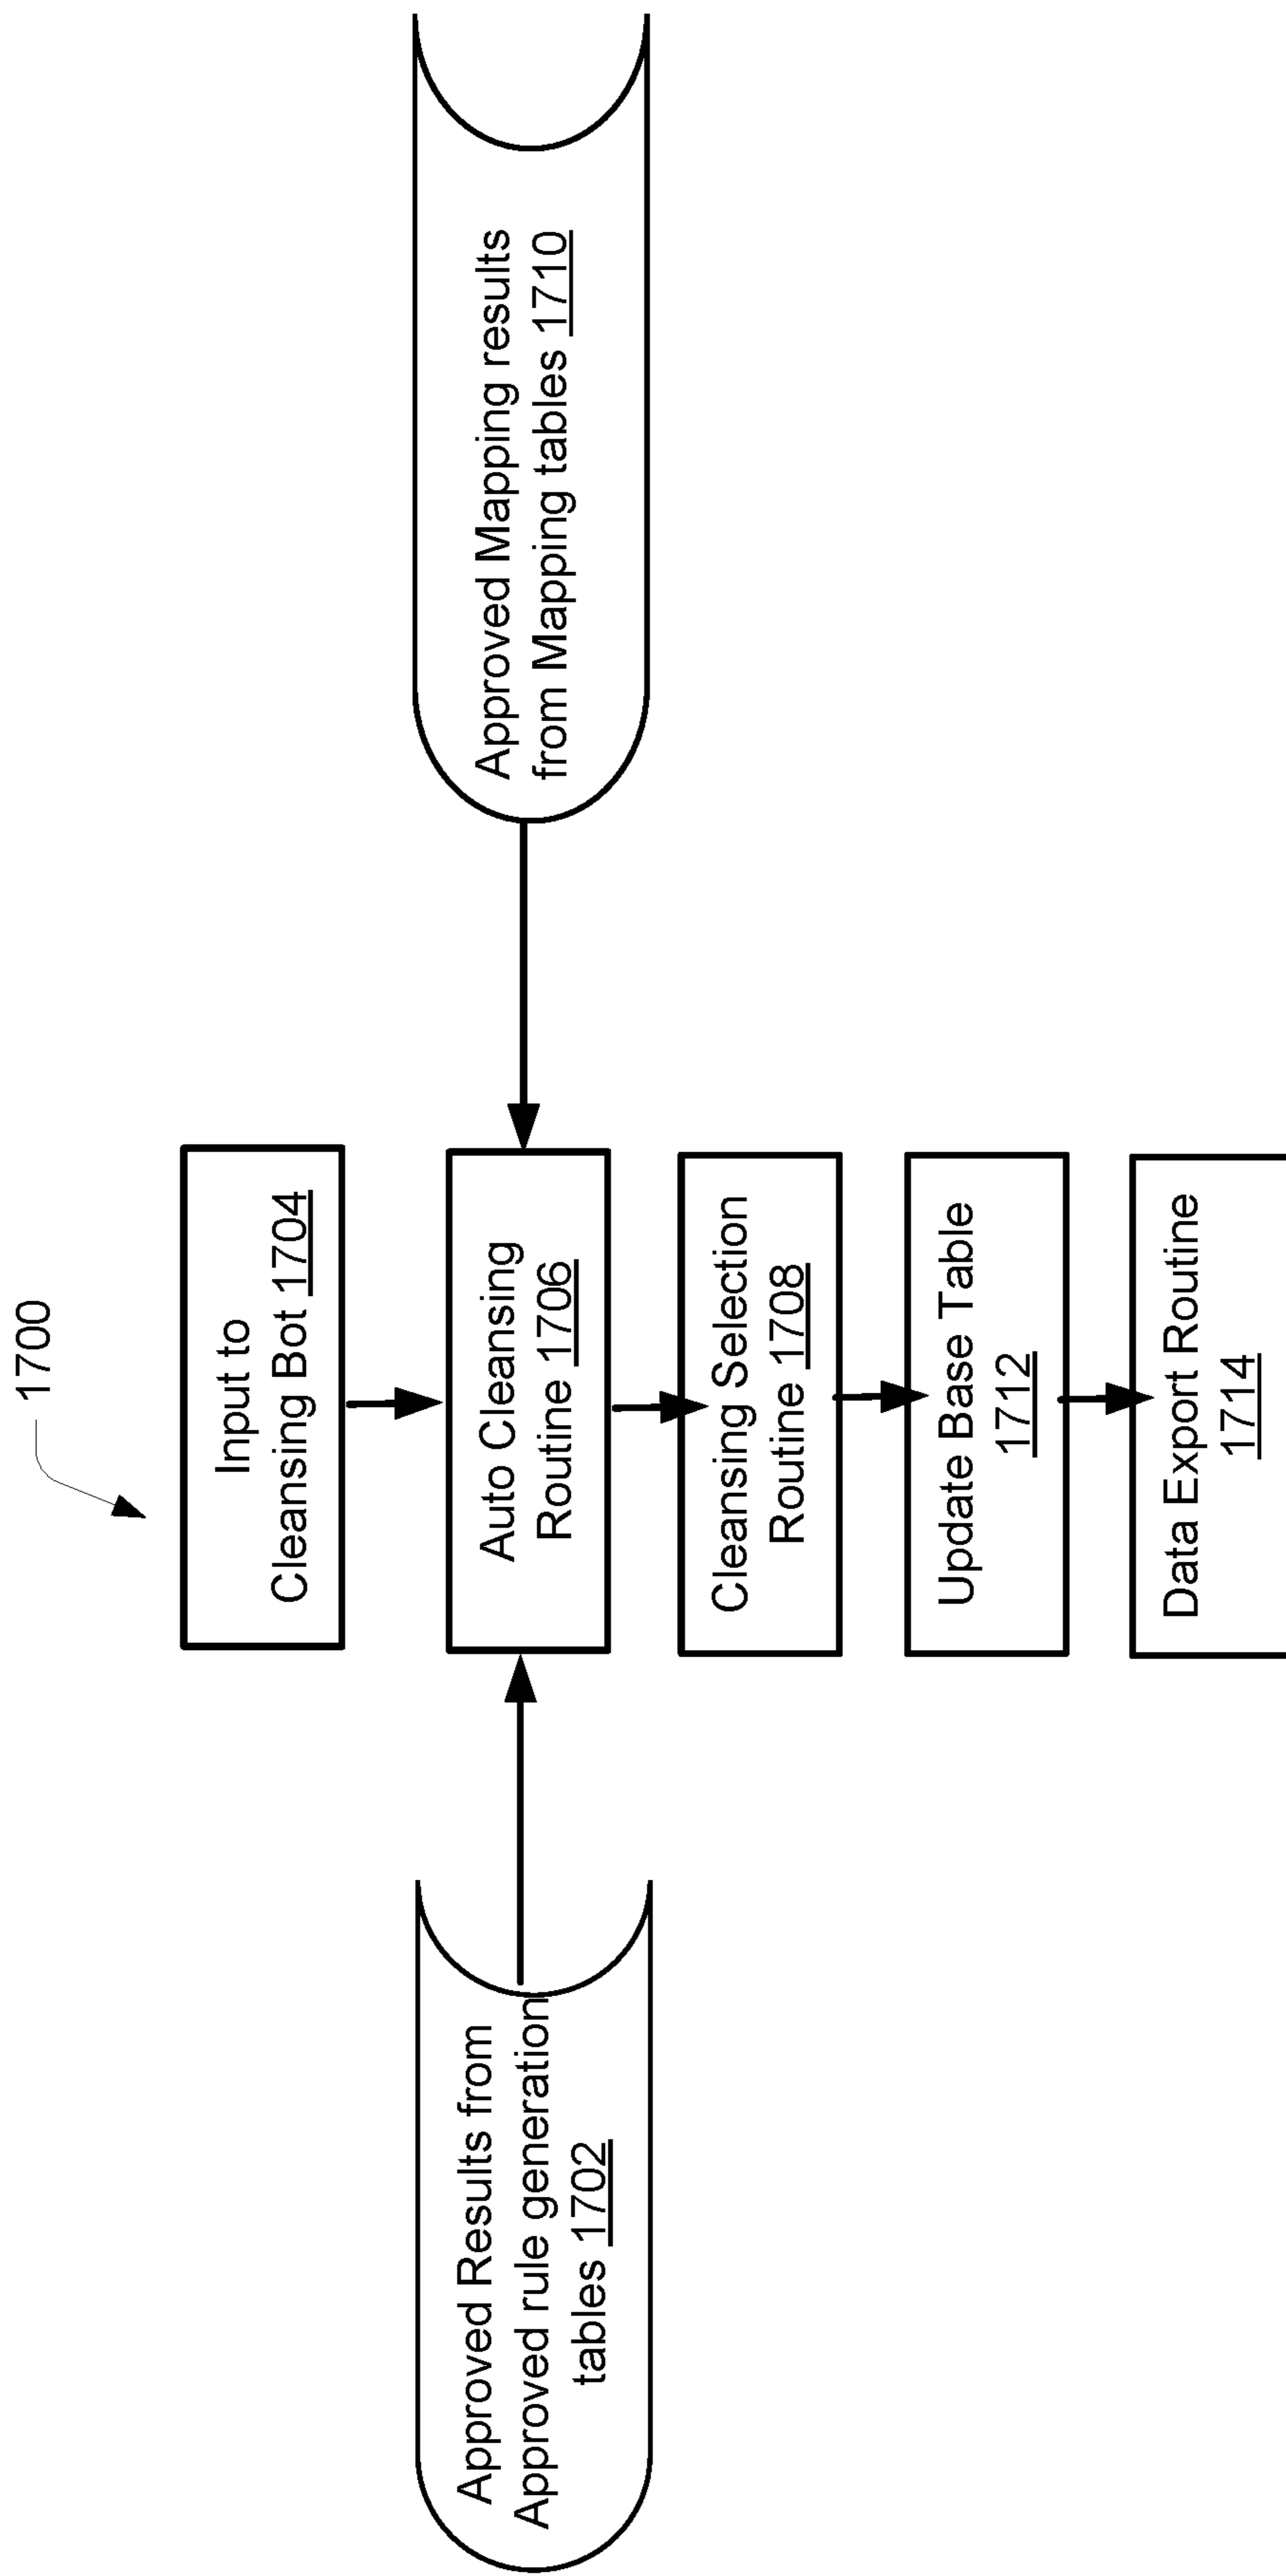 1700
Input to
Cleansing Bot 1704
Approved Results from
Approved rule generation
tables 1702
Auto Cleansing
Routine 1706
Approved Mapping results
from Mapping tables 1710
Cleansing Selection
Routine 1708
Update Base Table
1712
Data Export Routine
1714